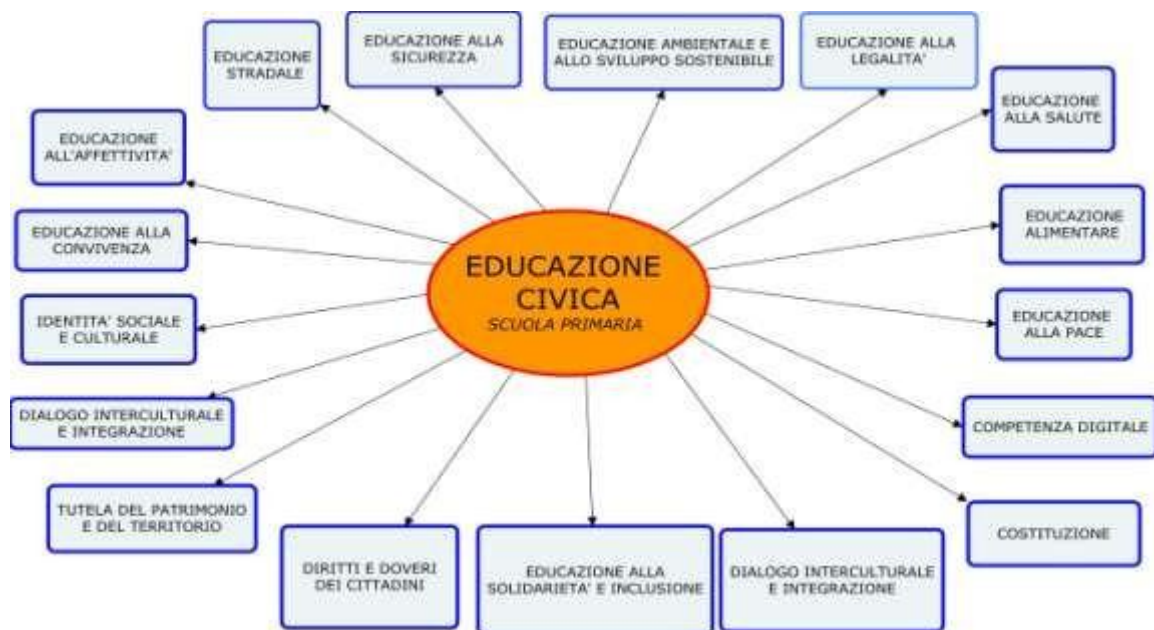 EDUCAZIONE
STRADALE
EDUCAZIONE ALLA
SICUREZZA
EDUCAZIONE AMBIENTALE E
ALLO SVILUPPO SOSTENIBILE
EDUCAZIONE ALLA
LEGALITA'
EDUCAZIONE
ALLA SALUTE
EDUCAZIONE
ALL'AFFETTIVITA'
EDUCAZIONE ALLA
CONVIVENZA
IDENTITA' SOCIALE
E CULTURALE
DIALOGO INTERCULTURALE
E INTEGRAZIONE
TUTELA DEL PATRIMONIO
E DEL TERRITORIO
EDUCAZIONE
CIVICA
SCUOLA PRIMARIA
EDUCAZIONE
ALIMENTARE
EDUCAZIONE
ALLA PACE
COMPETENZA DIGITALE
COSTITUZIONE
DIRITTI E DOVERI
DEI CITTADINI
EDUCAZIONE ALLA
SOLIDARIETA' E INCLUSIONE
DIALOGO INTERCULTURALE
E INTEGRAZIONE